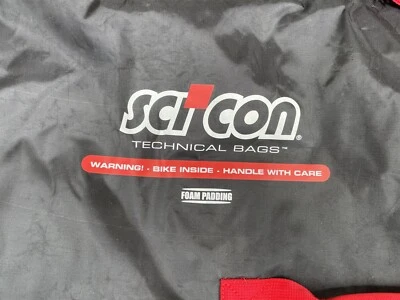 SCI'CON®
TECHNICAL BAGS™
WARNING! - BIKE INSIDE - HANDLE WITH CARE
FOAM PADDING